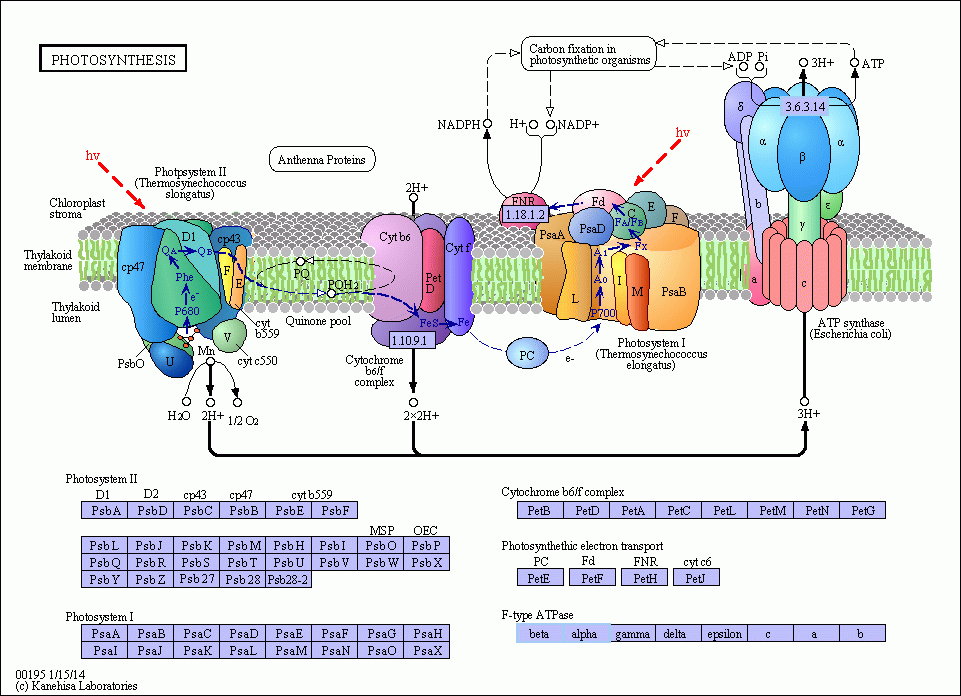 PHOTOSYNTHESIS
Carbon fixation in
photosynthetic organisms
ADP Pi
3H+
ATP
NADPH
H+
NADP+
hν
hν
Anthenna Proteins
Photpsystem II
(Thermosynechococcus
slongatus)
Chloroplast
stroma
Thylakoid
membrane
Thylakoid
lumen
2H+
FNR
1.18.1.2
Fd
PsaA
PsaD
C
E
F
FA/FB
FX
A1
A0
P700
L
I
M
PsaB
δ
3.6.3.14
α
β
α
b
ε
γ
a
c
D1
cp43
cp47
QA
QB
Phe
e-
P680
F
E
PQ
PQH2
Quinone pool
cyt
b559
V
cyt c550
PsbO
U
Mn
Cyt b6
Pet
D
Cyt f
FeS
Fe
1.10.9.1
Cytochrome
b6/f
complex
PC
e-
Photosystem I
(Thermosynechococcus
elongatus)
ATP synthase
(Escherichia coli)
H2O
2H+
1/2 O2
2×2H+
3H+
Photosystem II
D1 D2 cp43 cp47 cyt b559
PsbA PsbD PsbC PsbB PsbE PsbF
MSP OEC
PsbL PsbJ PsbK PsbM PsbH PsbI PsbO PsbP
PsbQ PsbR PsbS PsbT PsbU PsbV PsbW PsbX
PsbY PsbZ Psb27 Psb28 Psb28-2
Photosystem I
PsaA PsaB PsaC PsaD PsaE PsaF PsaG PsaH
PsaI PsaJ PsaK PsaL PsaM PsaN PsaO PsaX
Cytochrome b6/f complex
PetB PetD PetA PetC PetL PetM PetN PetG
Photosynthethic electron transport
PC Fd FNR cyt c6
PetE PetF PetH PetJ
F-type ATPase
beta alpha gamma delta epsilon c a b
00195 1/15/14
(c) Kanehisa Laboratories